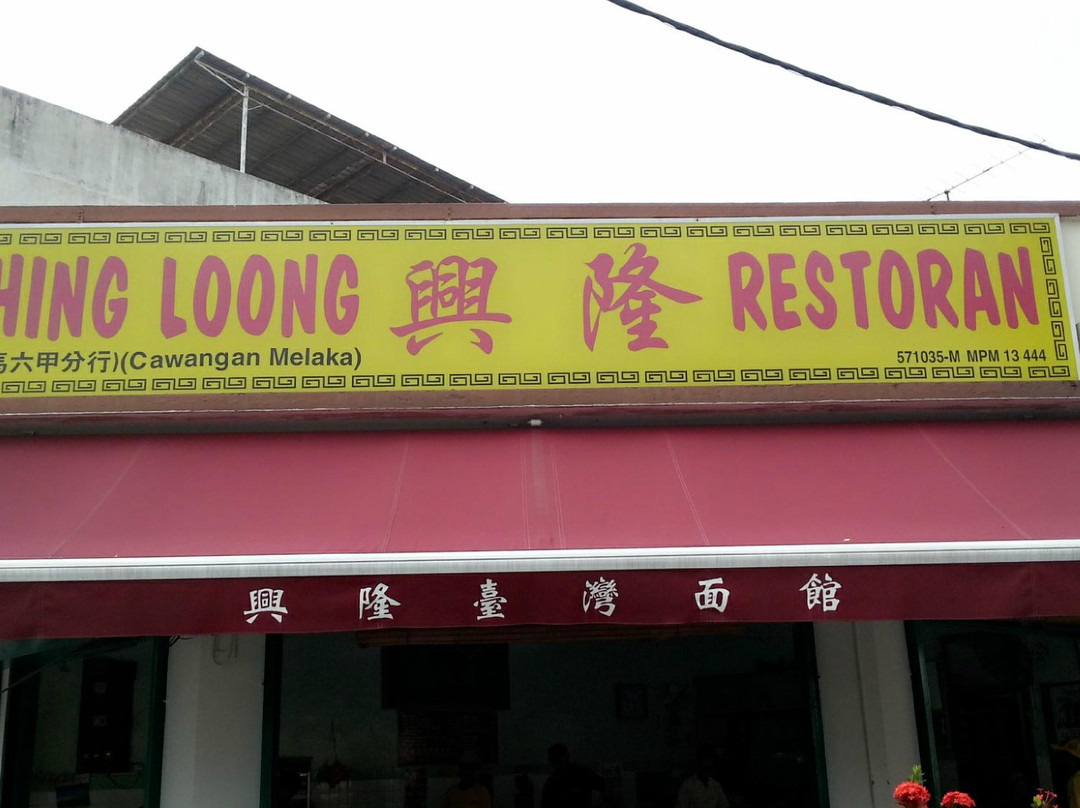 HING LOONG 興 隆 RESTORAN
馬六甲分行)(Cawangan Melaka)
571035-M MPM 13 444
興 隆 臺 灣 面 館